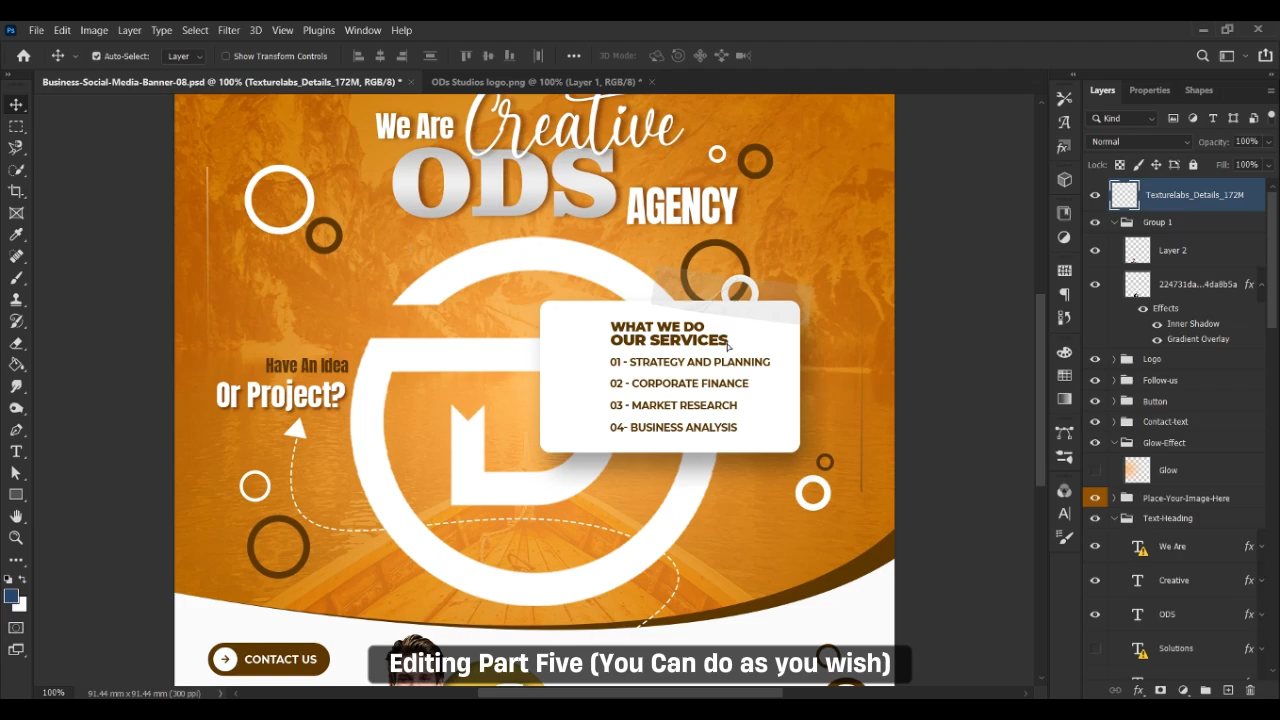 Ps File Edit Image Layer Type Select Filter 3D View Plugins Window Help
Auto-Select: Layer Show Transform Controls 3D Mode:
Business-Social-Media-Banner-08.psd @ 100% (Texturelabs_Details_172M, RGB/8) * ODs Studios logo.png @ 100% (Layer 1, RGB/8) *
Layers Properties Shapes
Kind
Normal Opacity: 100%
Lock: Fill: 100%
Texturelabs_Details_172M
Group 1
Layer 2
224731da...4da8b5a fx
Effects
Inner Shadow
Gradient Overlay
Logo
Follow-us
Button
Contact-text
Glow-Effect
Glow
Place-Your-Image-Here
Text-Heading
We Are fx
Creative fx
ODS fx
Solutions fx
We Are Creative
ODS
AGENCY
WHAT WE DO
OUR SERVICES
01 - STRATEGY AND PLANNING
02 - CORPORATE FINANCE
03 - MARKET RESEARCH
04- BUSINESS ANALYSIS
Have An Idea
Or Project?
CONTACT US
Editing Part Five (You Can do as you wish)
100% 91,44 mm x 91,44 mm (300 ppi)